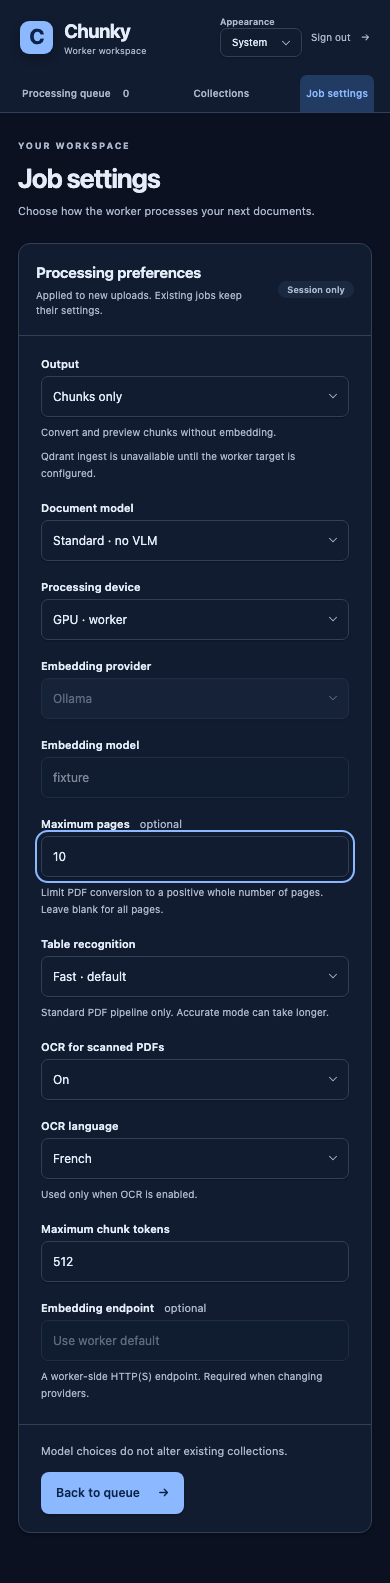 C
Chunky
Worker workspace
Appearance
System
Sign out →
Processing queue 0
Collections
Job settings
YOUR WORKSPACE
Job settings
Choose how the worker processes your next documents.
Processing preferences
Applied to new uploads. Existing jobs keep
their settings.
Session only
Output
Chunks only
Convert and preview chunks without embedding.
Qdrant ingest is unavailable until the worker target is
configured.
Document model
Standard · no VLM
Processing device
GPU · worker
Embedding provider
Ollama
Embedding model
fixture
Maximum pages optional
10
Limit PDF conversion to a positive whole number of pages.
Leave blank for all pages.
Table recognition
Fast · default
Standard PDF pipeline only. Accurate mode can take longer.
OCR for scanned PDFs
On
OCR language
French
Used only when OCR is enabled.
Maximum chunk tokens
512
Embedding endpoint optional
Use worker default
A worker-side HTTP(S) endpoint. Required when changing
providers.
Model choices do not alter existing collections.
Back to queue →